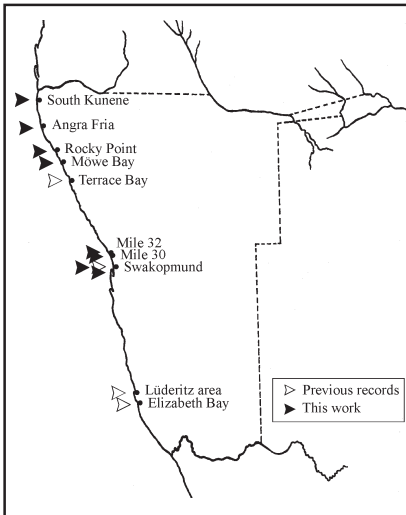 South Kunene
Angra Fria
Rocky Point
Möwe Bay
Terrace Bay
Mile 32
Mile 30
Swakopmund
Lüderitz area
Elizabeth Bay
Previous records
This work